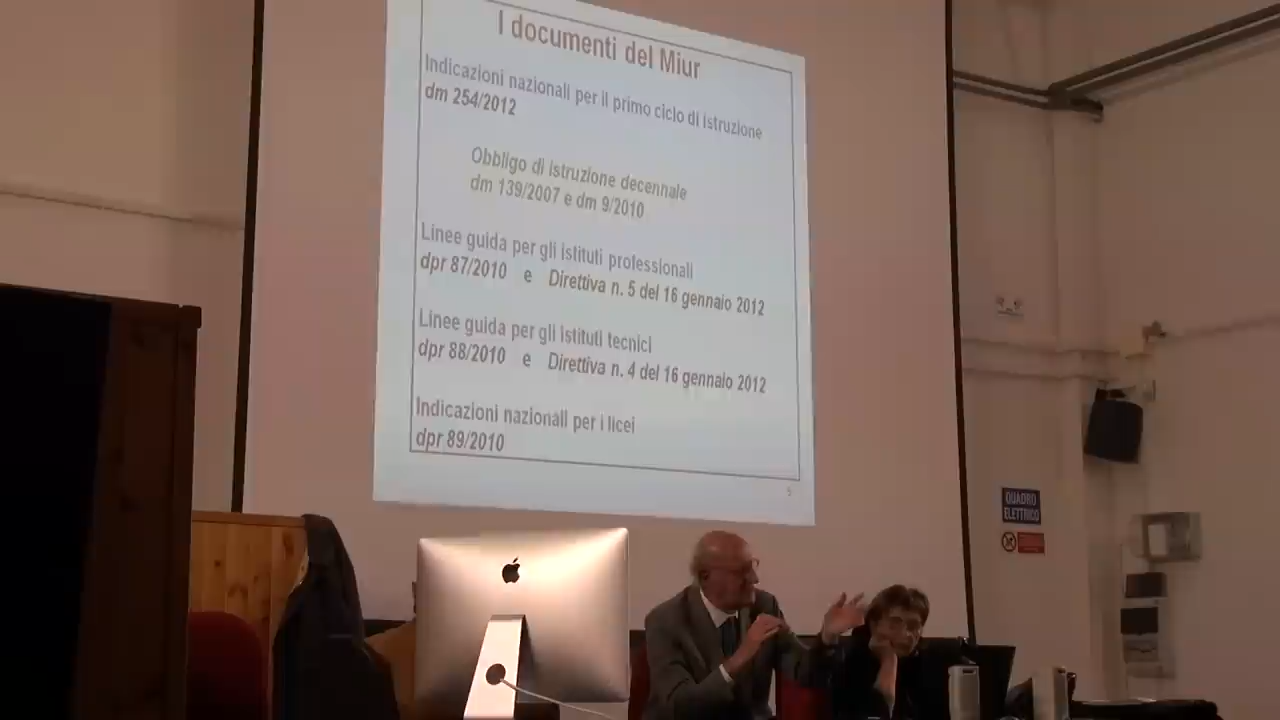 I documenti del Miur
Indicazioni nazionali per il primo ciclo di istruzione
dm 254/2012
Obbligo di istruzione decennale
dm 139/2007 e dm 9/2010
Linee guida per gli istituti professionali
dpr 87/2010 e Direttiva n. 5 del 16 gennaio 2012
Linee guida per gli istituti tecnici
dpr 88/2010 e Direttiva n. 4 del 16 gennaio 2012
Indicazioni nazionali per i licei
dpr 89/2010
QUADRO
ELETTRICO